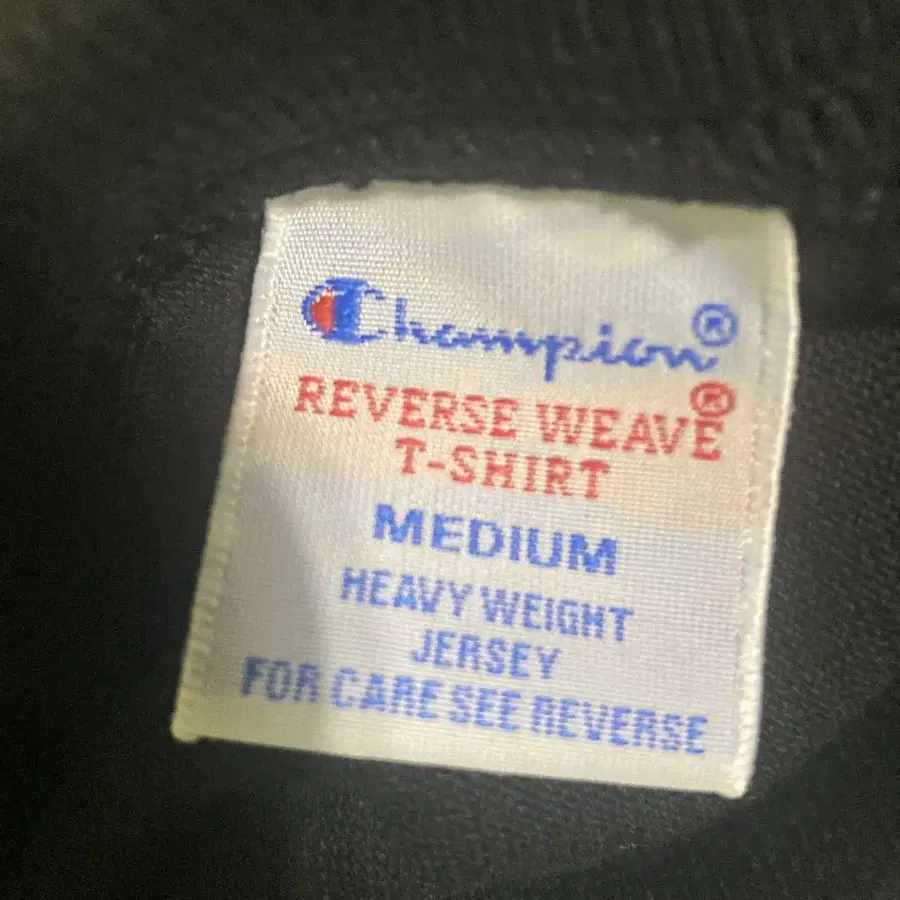 Champion®
REVERSE WEAVE®
T-SHIRT
MEDIUM
HEAVY WEIGHT
JERSEY
FOR CARE SEE REVERSE